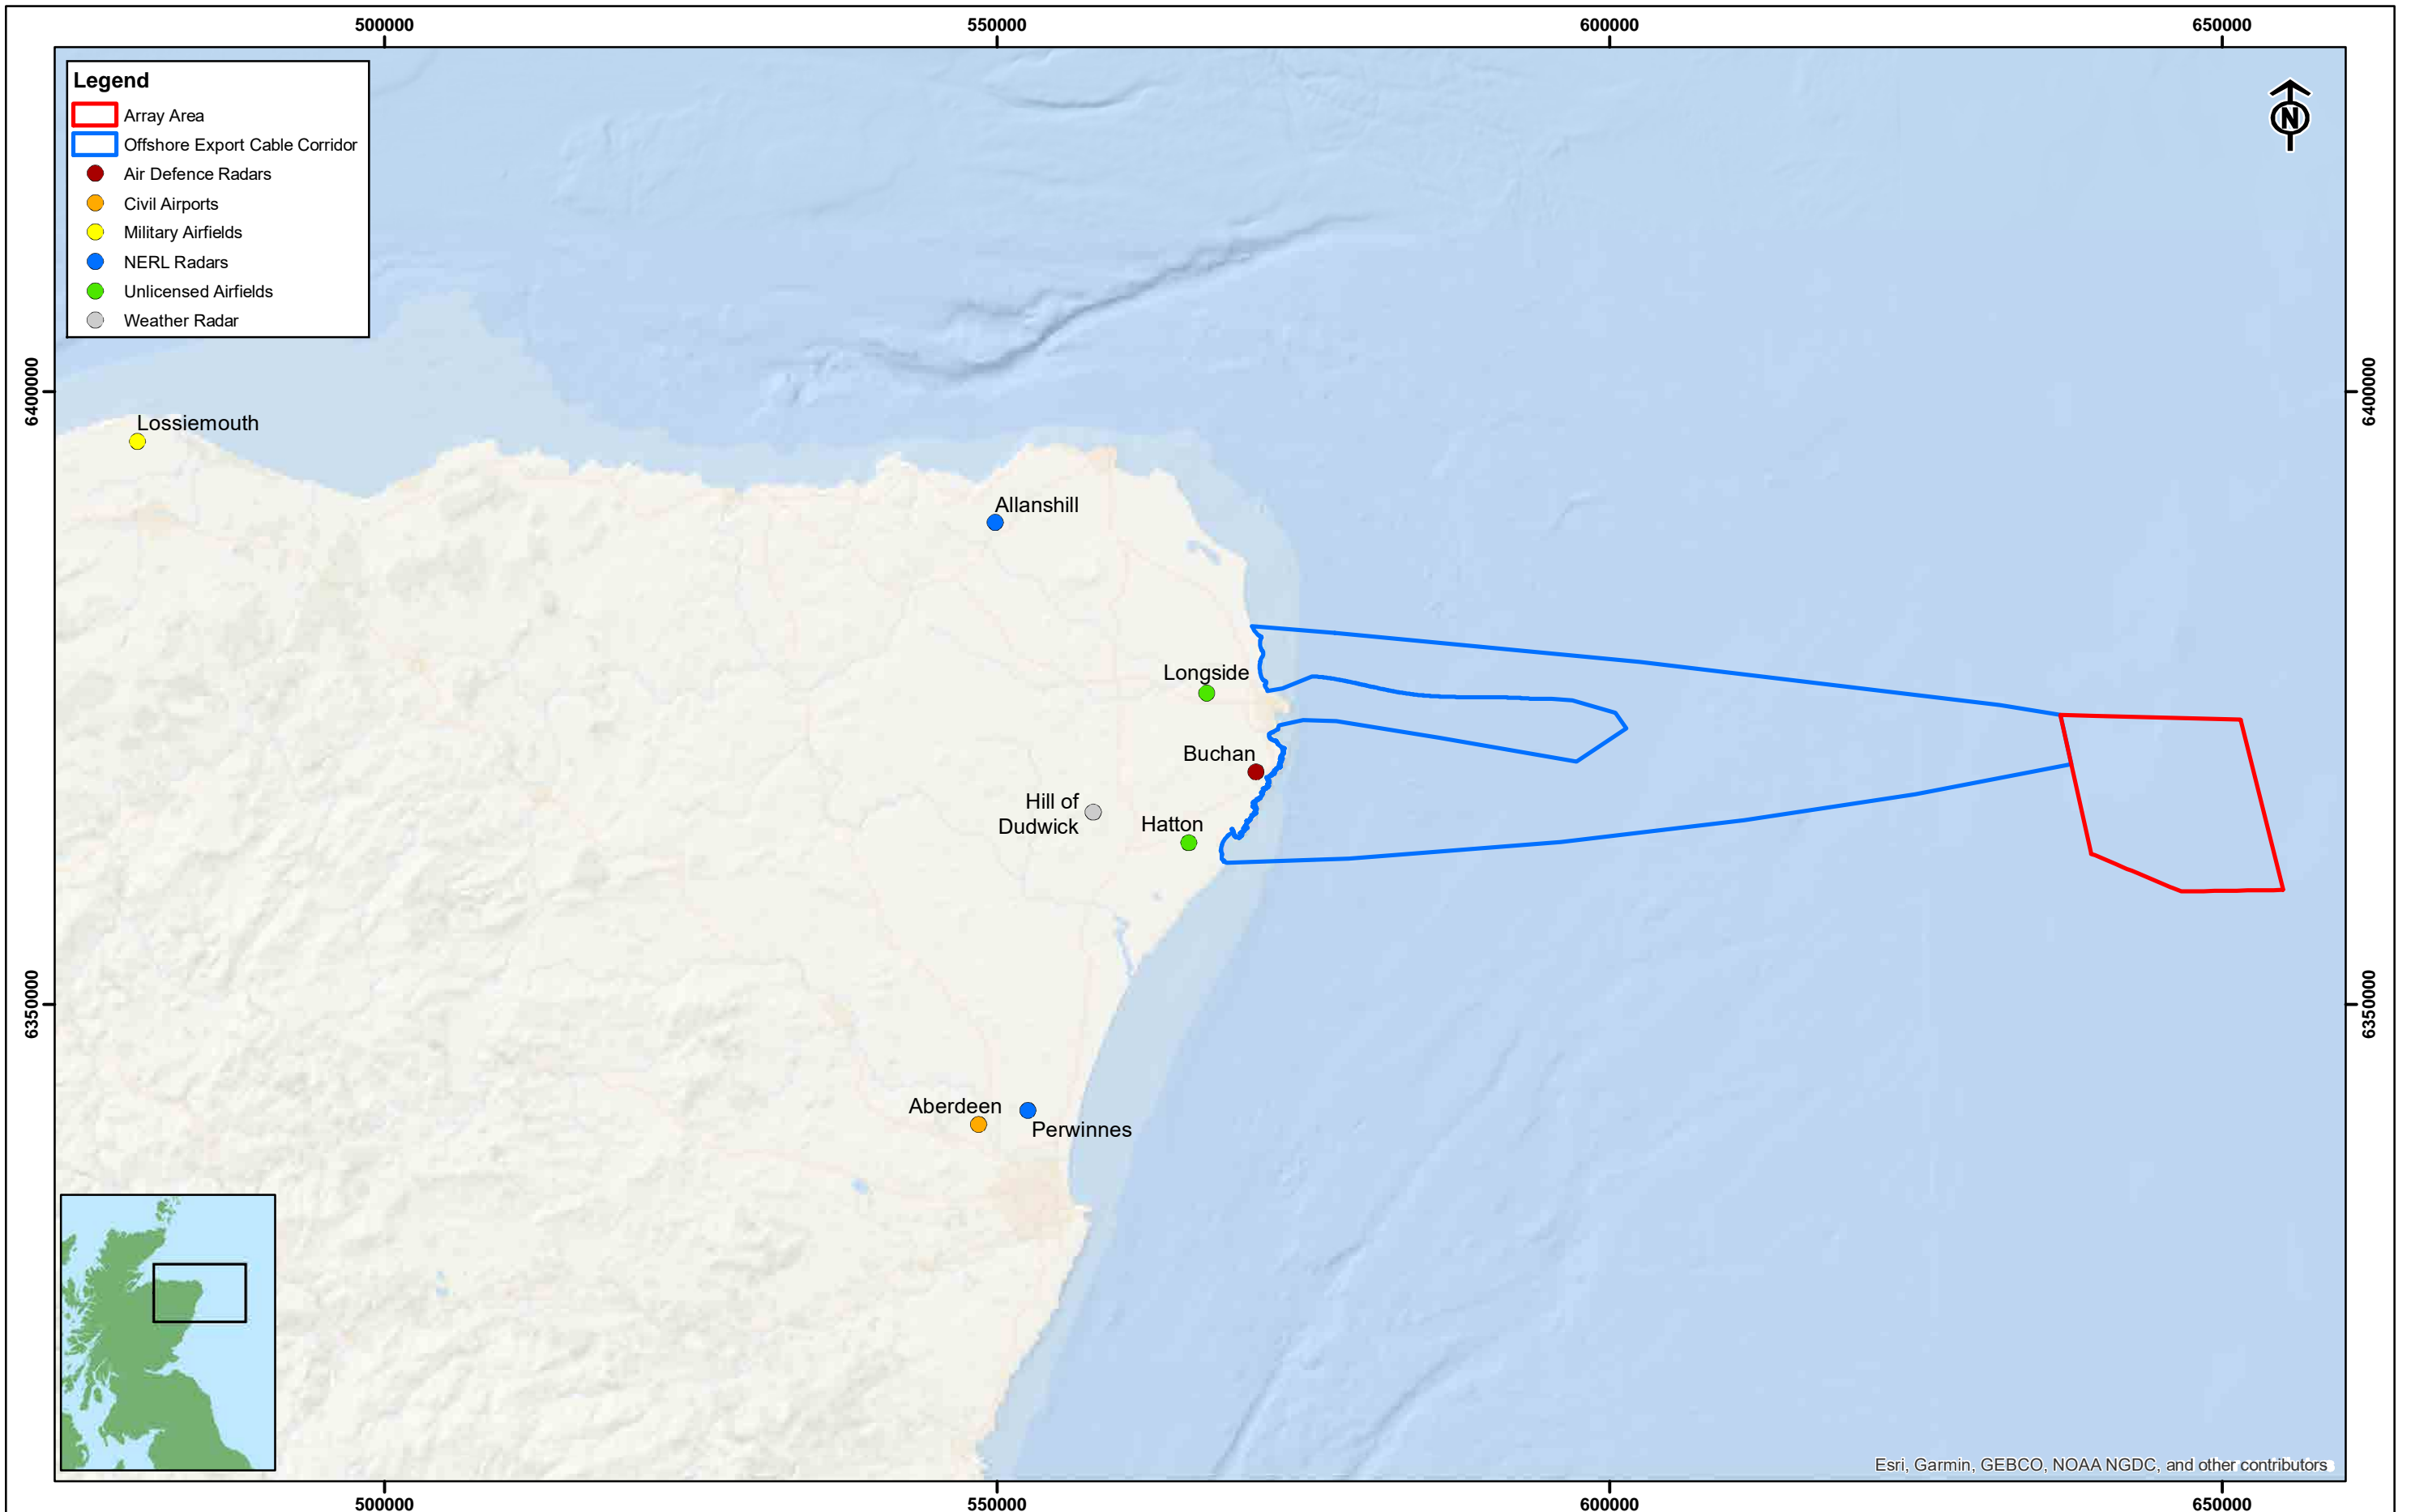 500000
550000
600000
650000
Legend
Array Area
Offshore Export Cable Corridor
Air Defence Radars
Civil Airports
Military Airfields
NERL Radars
Unlicensed Airfields
Weather Radar
N
6400000
6400000
Lossiemouth
Allanshill
Longside
Buchan
Hill of
Dudwick
Hatton
6350000
6350000
Aberdeen
Perwinnes
Esri, Garmin, GEBCO, NOAA NGDC, and other contributors
500000
550000
600000
650000